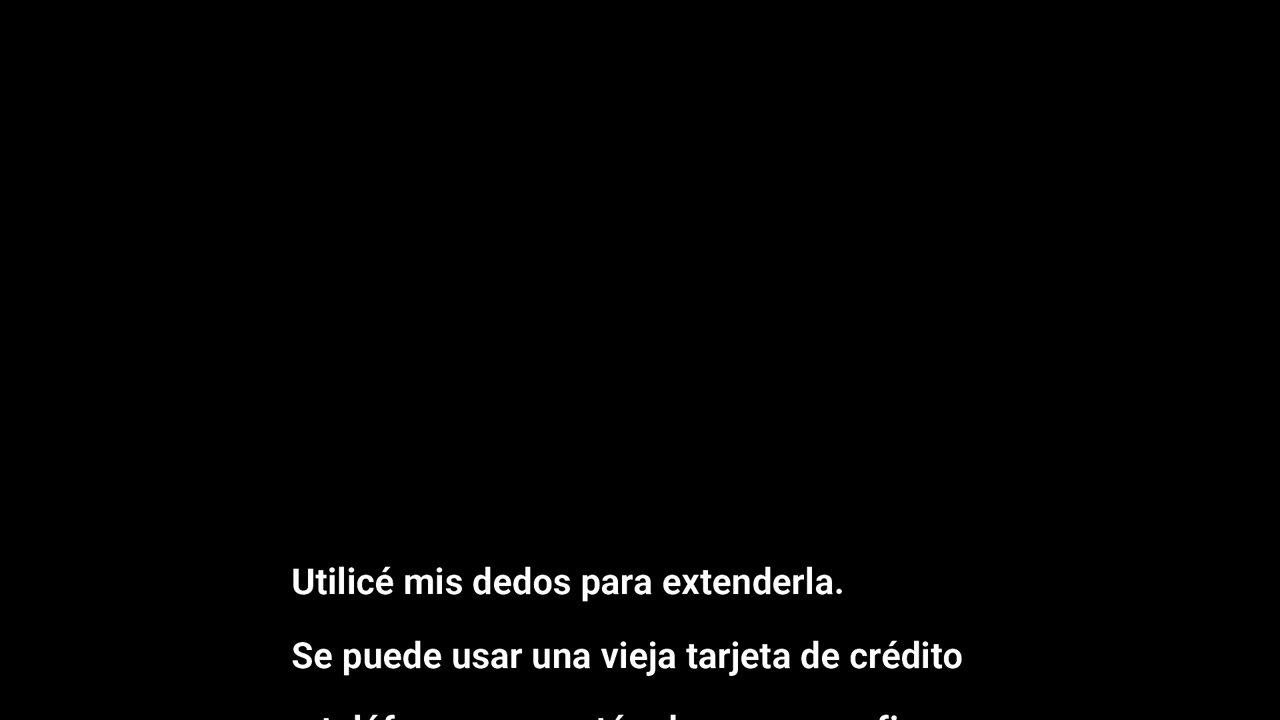 Utilicé mis dedos para extenderla.
Se puede usar una vieja tarjeta de crédito